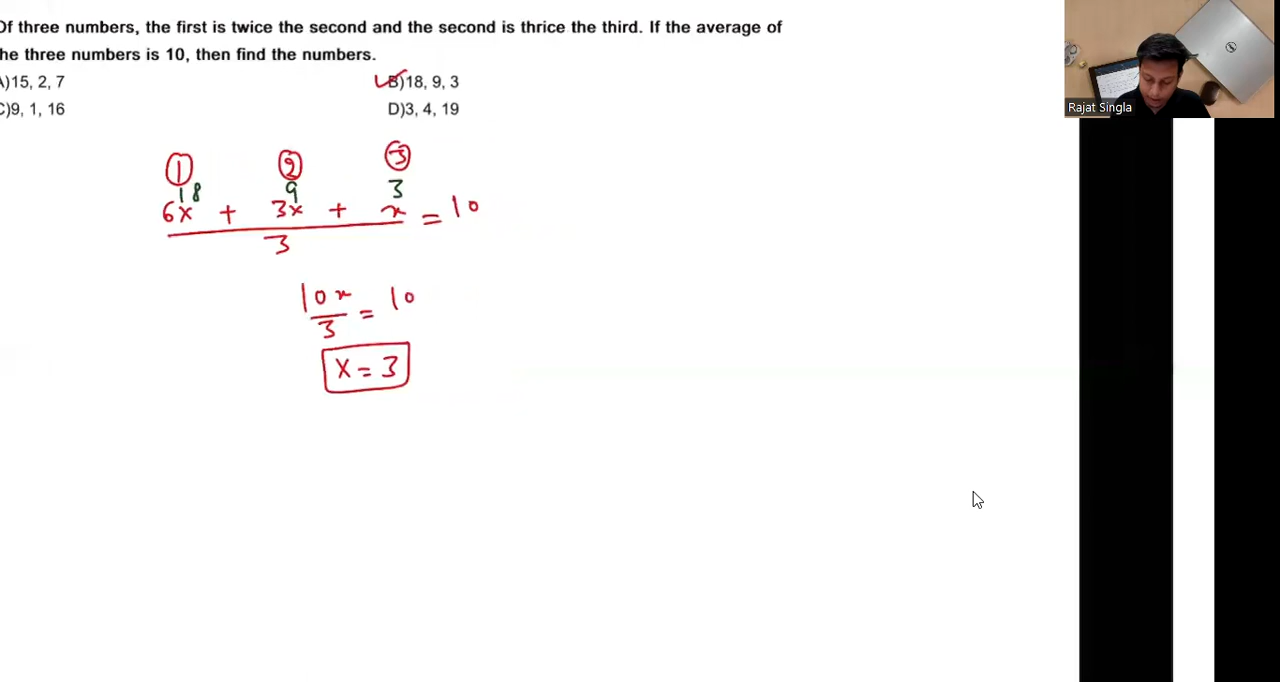 Of three numbers, the first is twice the second and the second is thrice the third. If the average of
he three numbers is 10, then find the numbers.
A)15, 2, 7 B)18, 9, 3
C)9, 1, 16 D)3, 4, 19
1 2 3
18 9 3
6x + 3x + x = 10
3
10x = 10
3
x = 3
Rajat Singla